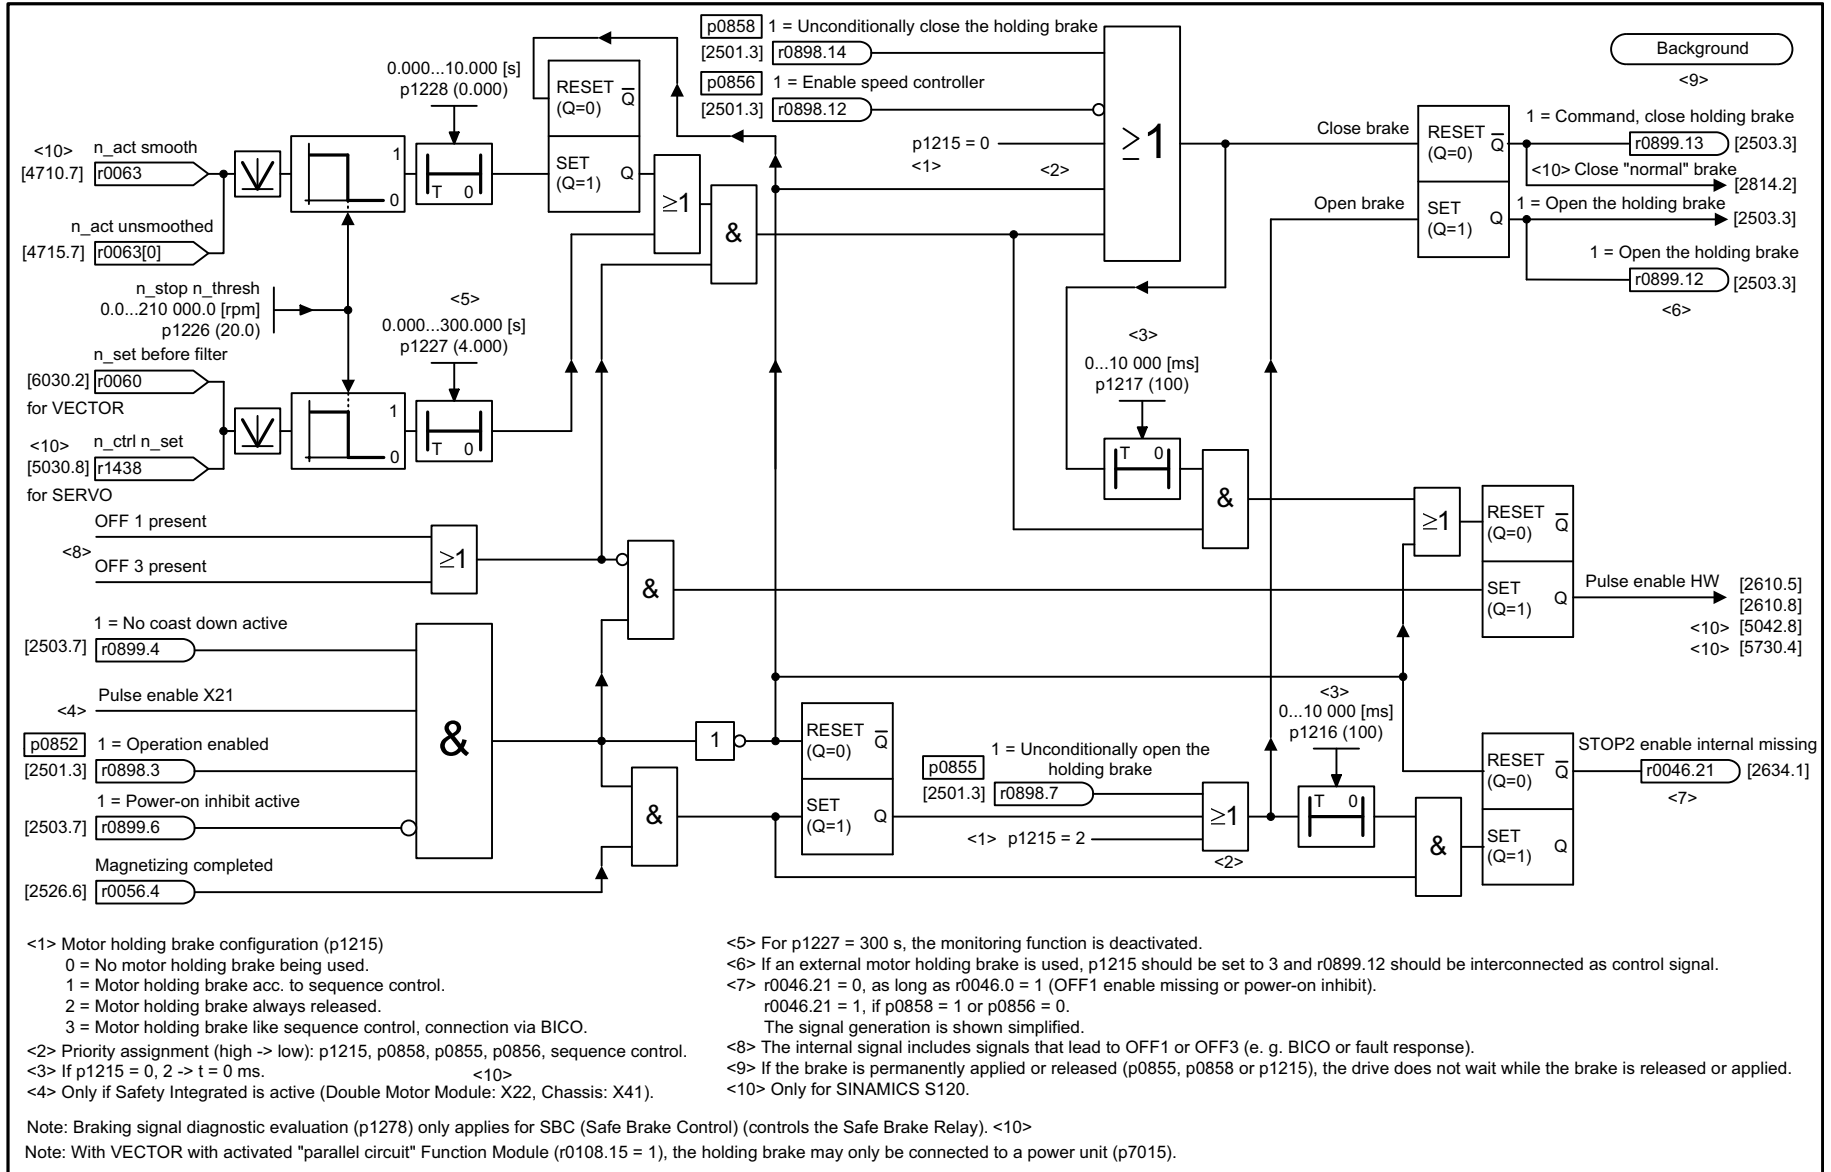 p0858 1 = Unconditionally close the holding brake
[2501.3] r0898.14
p0856 1 = Enable speed controller
[2501.3] r0898.12
p1215 = 0
<1>
<2>
≥1
Background
<9>
0.000...10.000 [s]
p1228 (0.000)
RESET
(Q=0)
Q̅
SET
(Q=1)
Q
<10> n_act smooth
[4710.7] r0063
1
0
T 0
n_act unsmoothed
[4715.7] r0063[0]
≥1
&
n_stop n_thresh
0.0...210 000.0 [rpm]
p1226 (20.0)
<5>
0.000...300.000 [s]
p1227 (4.000)
n_set before filter
[6030.2] r0060
for VECTOR
<10> n_ctrl n_set
[5030.8] r1438
for SERVO
1
0
T 0
Close brake
RESET
(Q=0)
Q̅
Open brake
SET
(Q=1)
Q
1 = Command, close holding brake
r0899.13 [2503.3]
<10> Close "normal" brake
[2814.2]
1 = Open the holding brake
[2503.3]
1 = Open the holding brake
r0899.12 [2503.3]
<6>
<3>
0...10 000 [ms]
p1217 (100)
T 0
&
≥1
RESET
(Q=0)
Q̅
SET
(Q=1)
Q
Pulse enable HW
[2610.5]
[2610.8]
<10> [5042.8]
<10> [5730.4]
OFF 1 present
<8>
OFF 3 present
≥1
&
1 = No coast down active
[2503.7] r0899.4
Pulse enable X21
<4>
p0852 1 = Operation enabled
[2501.3] r0898.3
1 = Power-on inhibit active
[2503.7] r0899.6
Magnetizing completed
[2526.6] r0056.4
&
1
&
RESET
(Q=0)
Q̅
SET
(Q=1)
Q
p0855
1 = Unconditionally open the
holding brake
[2501.3] r0898.7
<1> p1215 = 2
≥1
<2>
<3>
0...10 000 [ms]
p1216 (100)
T 0
&
RESET
(Q=0)
Q̅
SET
(Q=1)
Q
STOP2 enable internal missing
r0046.21 [2634.1]
<7>
<1> Motor holding brake configuration (p1215)
0 = No motor holding brake being used.
1 = Motor holding brake acc. to sequence control.
2 = Motor holding brake always released.
3 = Motor holding brake like sequence control, connection via BICO.
<2> Priority assignment (high -> low): p1215, p0858, p0855, p0856, sequence control.
<3> If p1215 = 0, 2 -> t = 0 ms. <10>
<4> Only if Safety Integrated is active (Double Motor Module: X22, Chassis: X41).
<5> For p1227 = 300 s, the monitoring function is deactivated.
<6> If an external motor holding brake is used, p1215 should be set to 3 and r0899.12 should be interconnected as control signal.
<7> r0046.21 = 0, as long as r0046.0 = 1 (OFF1 enable missing or power-on inhibit).
r0046.21 = 1, if p0858 = 1 or p0856 = 0.
The signal generation is shown simplified.
<8> The internal signal includes signals that lead to OFF1 or OFF3 (e. g. BICO or fault response).
<9> If the brake is permanently applied or released (p0855, p0858 or p1215), the drive does not wait while the brake is released or applied.
<10> Only for SINAMICS S120.
Note: Braking signal diagnostic evaluation (p1278) only applies for SBC (Safe Brake Control) (controls the Safe Brake Relay). <10>
Note: With VECTOR with activated "parallel circuit" Function Module (r0108.15 = 1), the holding brake may only be connected to a power unit (p7015).